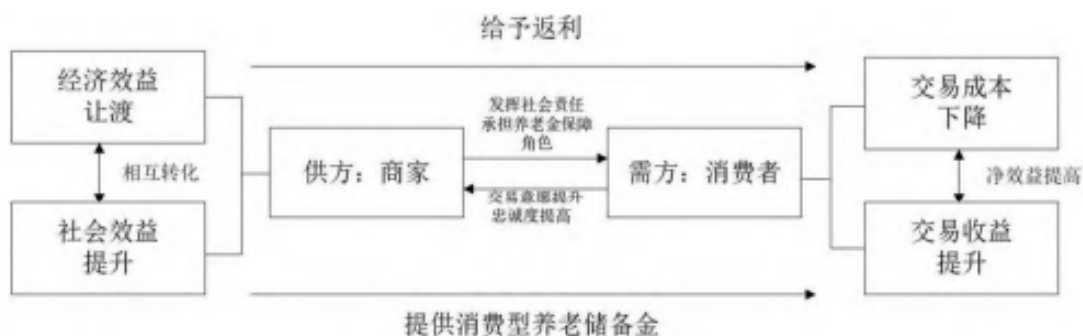 给予返利
经济效益
让渡
相互转化
社会效益
提升
供方：商家
发挥社会责任
承担养老金保障
角色
交易意愿提升
忠诚度提高
需方：消费者
交易成本
下降
净效益提高
交易收益
提升
提供消费型养老储备金